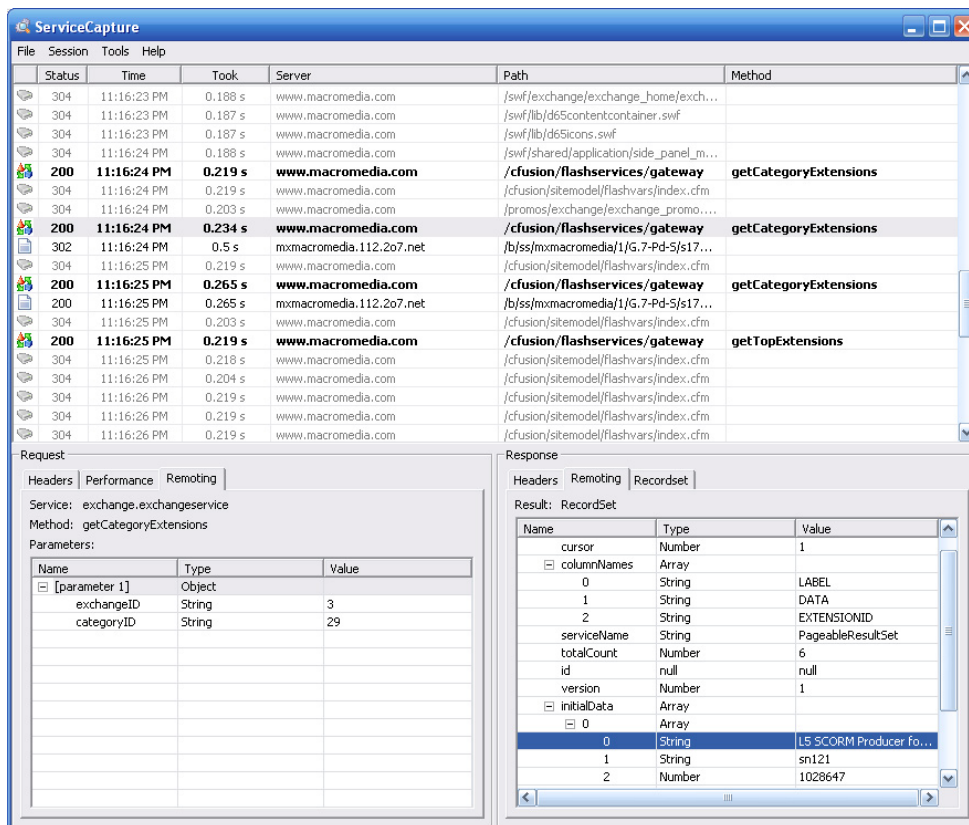 ServiceCapture
File Session Tools Help
Status Time Took Server Path Method
304 11:16:23 PM 0.188 s www.macromedia.com /swf/exchange/exchange_home/exch...
304 11:16:23 PM 0.187 s www.macromedia.com /swf/lib/d65contentcontainer.swf
304 11:16:23 PM 0.187 s www.macromedia.com /swf/lib/d65icons.swf
304 11:16:24 PM 0.188 s www.macromedia.com /swf/shared/application/side_panel_m...
200 11:16:24 PM 0.219 s www.macromedia.com /cfusion/flashservices/gateway getCategoryExtensions
304 11:16:24 PM 0.219 s www.macromedia.com /cfusion/sitemodel/flashvars/index.cfm
304 11:16:24 PM 0.203 s www.macromedia.com /promos/exchange/exchange_promo....
200 11:16:24 PM 0.234 s www.macromedia.com /cfusion/flashservices/gateway getCategoryExtensions
302 11:16:24 PM 0.5 s mxmacromedia.112.2o7.net /b/ss/mxmacromedia/1/G.7-Pd-S/s17...
304 11:16:25 PM 0.219 s www.macromedia.com /cfusion/sitemodel/flashvars/index.cfm
200 11:16:25 PM 0.265 s www.macromedia.com /cfusion/flashservices/gateway getCategoryExtensions
200 11:16:25 PM 0.265 s mxmacromedia.112.2o7.net /b/ss/mxmacromedia/1/G.7-Pd-S/s17...
304 11:16:25 PM 0.203 s www.macromedia.com /cfusion/sitemodel/flashvars/index.cfm
200 11:16:25 PM 0.219 s www.macromedia.com /cfusion/flashservices/gateway getTopExtensions
304 11:16:25 PM 0.218 s www.macromedia.com /cfusion/sitemodel/flashvars/index.cfm
304 11:16:26 PM 0.204 s www.macromedia.com /cfusion/sitemodel/flashvars/index.cfm
304 11:16:26 PM 0.219 s www.macromedia.com /cfusion/sitemodel/flashvars/index.cfm
304 11:16:26 PM 0.219 s www.macromedia.com /cfusion/sitemodel/flashvars/index.cfm
Request
Headers Performance Remoting
Service: exchange.exchangeservice
Method: getCategoryExtensions
Parameters:
Name Type Value
[parameter 1] Object
exchangeID String 3
categoryID String 29
Response
Headers Remoting Recordset
Result: RecordSet
Name Type Value
cursor Number 1
columnNames Array
0 String LABEL
1 String DATA
2 String EXTENSIONID
serviceName String PageableResultSet
totalCount Number 6
id null null
version Number 1
initialData Array
0 Array
0 String L5 SCORM Producer fo...
1 String sn121
2 Number 1028647